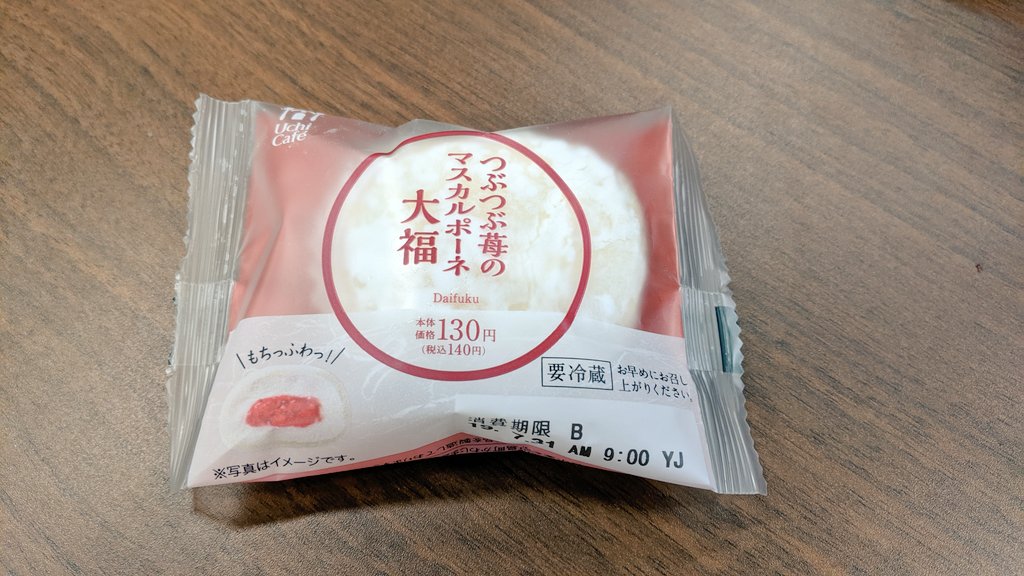 Uchi
Café
つぶつぶ苺の
マスカルポーネ
大福
Daifuku
本体
価格130円
(税込140円)
\もちっふわっ!/
要冷蔵
お早めにお召し
上がりください。
消費期限 B
19. 7.31 AM 9:00 YJ
※写真はイメージです。